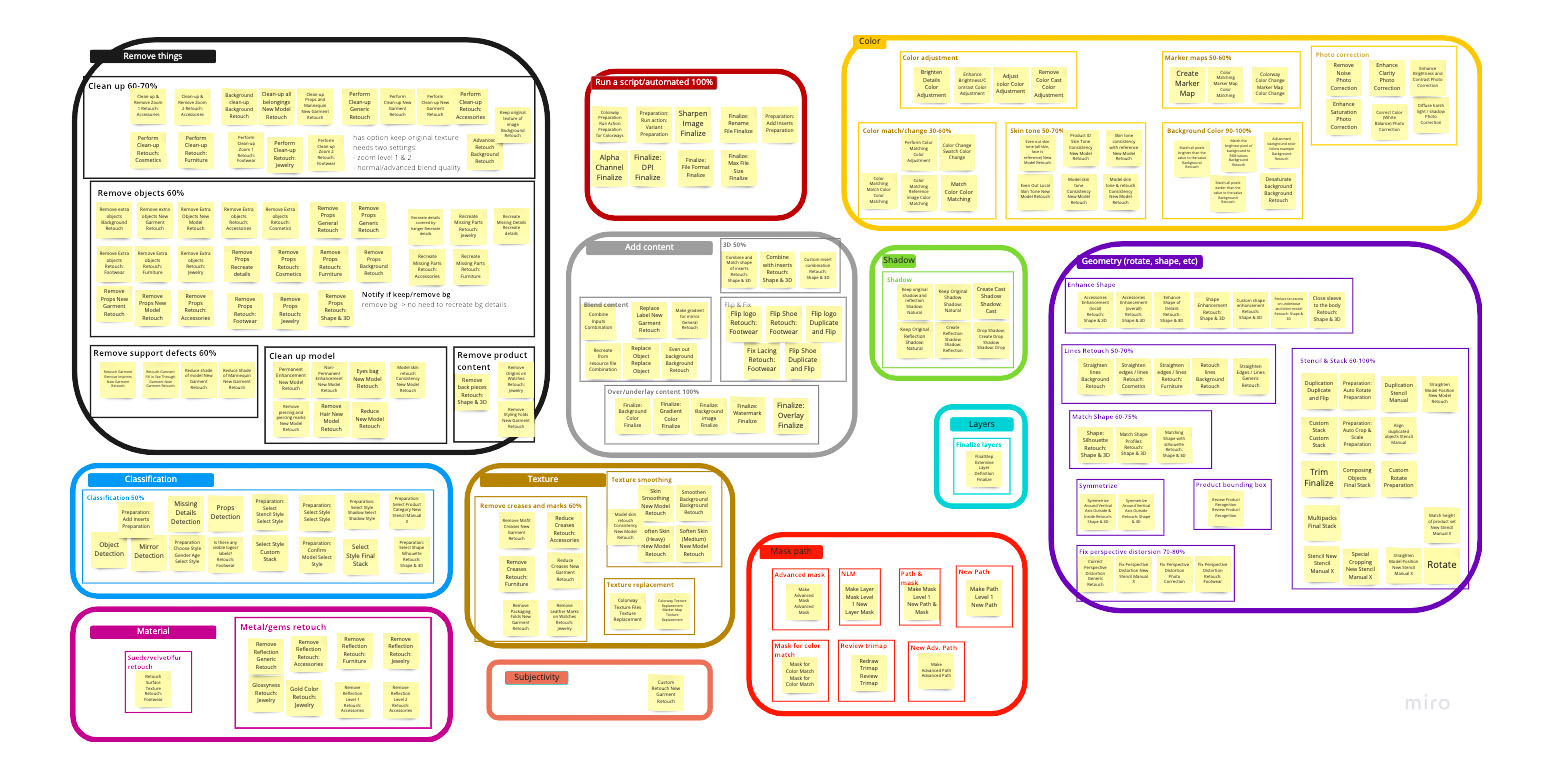 Remove things
Clean up 60-70%
Clean-up & Remove Zoom 1 Retouch: Accessories
Clean-up & Remove Zoom 2 Retouch: Accessories
Background clean-up Background Retouch
Clean-up all belongings New Model Retouch
Clean-up Props and Mannequin New Garment Retouch
Perform Clean-up Generic Retouch
Perform Clean-up New Garment Retouch
Perform Clean-up New Garment Retouch
Perform Clean-up Retouch: Accessories
Keep original texture of image Background Retouch
Perform Clean-up Retouch: Cosmetics
Perform Clean-up Retouch: Furniture
Perform Clean-up Zoom 1 Retouch: Footwear
Perform Clean-up Retouch: Jewelry
Perform Clean-up Zoom 2 Retouch: Footwear
has option keep original texture
needs two settings:
- zoom level 1 & 2
- normal/advanced blend quality
Advanced Retouch Background Retouch
Remove objects 60%
Remove extra objects Background Retouch
Remove Extra objects New Garment Retouch
Remove Extra Objects New Model Retouch
Remove Extra objects Retouch: Accessories
Remove Extra objects Retouch: Cosmetics
Remove Props General Retouch
Remove Props Generic Retouch
Recreate details covered by hanger Recreate details
Recreate Missing Parts Retouch: Jewelry
Recreate Missing Details Recreate details
Remove Extra objects Retouch: Footwear
Remove Extra objects Retouch: Furniture
Remove Extra objects Retouch: Jewelry
Remove Props Recreate details
Remove Props Retouch: Cosmetics
Remove Props Retouch: Furniture
Remove Props Background Retouch
Recreate Missing Parts Retouch: Accessories
Recreate Missing Parts Retouch: Furniture
Remove Props New Garment Retouch
Remove Props New Model Retouch
Remove Props Retouch: Accessories
Remove Props Retouch: Footwear
Remove Props Retouch: Jewelry
Remove Props Retouch: Shape & 3D
Notify if keep/remove bg
remove bg -> no need to recreate bg details
Remove support defects 60%
Reduce shade of model New Garment Retouch
Reduce Shade of Mannequin New Garment Retouch
Clean up model
Permanent Enhancement New Model Retouch
Non-Permanent Enhancement New Model Retouch
Eyes bag New Model Retouch
Model skin retouch Consistency New Model Retouch
Remove piercing and piercing marks New Model Retouch
Remove Hair New Model Retouch
Reduce New Model Retouch
Remove product content
Remove back pieces Retouch: Shape & 3D
Remove Origins on Watches Retouch: Jewelry
Remove Styling Folds New Garment Retouch
Run a script/automated 100%
Colorway Preparation Run Action Preparation for Colorways
Preparation: Run action: Variant Preparation
Sharpen Image Finalize
Finalize: Rename File Finalize
Preparation: Add Inserts Preparation
Alpha Channel Finalize
Finalize: DPI Finalize
Finalize: File Format Finalize
Finalize: Max File Size Finalize
Add content
3D 50%
Combine and Match shape of inserts Retouch: Shape & 3D
Combine with inserts Retouch: Shape & 3D
Custom insert combination Retouch: Shape & 3D
Blend content
Combine Inputs Combination
Replace Label New Garment Retouch
Make gradient for mirror General Retouch
Recreate from resource file Combination
Replace Object Replace Object
Even out background Background Retouch
Flip & Fix
Flip logo Retouch: Footwear
Flip Shoe Retouch: Footwear
Flip logo Duplicate and Flip
Fix Lacing Retouch: Footwear
Flip Shoe Duplicate and Flip
Over/underlay content 100%
Finalize: Background Color Finalize
Finalize: Gradient Color Finalize
Finalize: Background image Finalize
Finalize: Watermark Finalize
Finalize: Overlay Finalize
Color
Color adjustment
Brighten Details Color Adjustment
Enhance Brightness/Contrast Color Adjustment
Adjust color Color Adjustment
Remove Color Cast Color Adjustment
Marker maps 50-60%
Create Marker Map
Color Matching Marker Map Color Matching
Colorway Change Marker Map Color Change
Photo correction
Remove Noise Photo Correction
Enhance Clarity Photo Correction
Enhance Brightness and Contrast Photo Correction
Enhance Saturation Photo Correction
Correct Color (White Balance) Photo Correction
Diffuse harsh light / shadow Photo Correction
Color match/change 30-60%
Perform Color Matching Color Adjustment
Color Change Swatch Color Change
Color Matching Match Color Color Matching
Color Matching Reference image Color Matching
Match Color Color Matching
Skin tone 50-70%
Even out skin tone (all side, face is reference) New Model Retouch
Product ID Skin Tone Consistency New Model Retouch
Skin tone consistency with reference New Model Retouch
Even Out Local Skin Tone New Model Retouch
Model skin tone Consistency New Model Retouch
Model skin tone & retouch Consistency New Model Retouch
Background Color 90-100%
Match all pixels brighter than the value to the value Background Retouch
Match the brightest pixel of background to RGB values Background Retouch
Adjustment background color follow example Background Retouch
Match all pixels darker than the value to the value Background Retouch
Desaturate background Background Retouch
Shadow
Shadow
Keep original shadow and reflection Shadow: Natural
Keep Original Shadow Shadow: Natural
Create Cast Shadow Shadow: Cast
Keep Original Reflection Shadow: Natural
Create Reflection Shadow Shadow: Reflection
Drop Shadow: Create Drop Shadow Shadow: Drop
Layers
Finalize layers
FinalStep Extensive Layer Definition Finalize
Geometry (rotate, shape, etc)
Enhance Shape
Accessories Enhancement (local) Retouch: Shape & 3D
Accessories Enhancement (overall) Retouch: Shape & 3D
Enhance Shape of Details Retouch: Shape & 3D
Shape Enhancement Retouch: Shape & 3D
Custom shape enhancement Retouch: Shape & 3D
Close sleeve to the body Retouch: Shape & 3D
Lines Retouch 50-70%
Straighten lines Background Retouch
Straighten edges / lines Retouch: Cosmetics
Straighten edges / lines Retouch: Furniture
Retouch lines Background Retouch
Straighten Edges / Lines Generic Retouch
Match Shape 60-75%
Shape: Silhouette Retouch: Shape & 3D
Match Shape Profiles Retouch: Shape & 3D
Matching Shape with silhouette Retouch: Shape & 3D
Symmetrize
Symmetrize Around Vertical Axis Outside & Inside Retouch: Shape & 3D
Symmetrize Around Vertical Axis Outside Retouch: Shape & 3D
Product bounding box
Review Product Recognition Review Product Recognition
Fix perspective distorsion 70-80%
Correct Perspective Distortion Generic Retouch
Fix Perspective Distortion New Stencil Manual X
Fix Perspective Distortion Photo Correction
Fix Perspective Distortion Retouch: Footwear
Stencil & Stack 60-100%
Duplication Duplicate and Flip
Preparation: Auto Rotate Preparation
Duplication Stencil Manual
Straighten Model Position New Model Retouch
Custom Stack Custom Stack
Preparation: Auto Crop & Scale Preparation
Align duplicated objects Stencil Manual
Trim Finalize
Composing Objects Final Stack
Custom Rotate Preparation
Multipacks Final Stack
Match height of product set New Stencil Manual
Stencil New Stencil Manual X
Special Cropping New Stencil Manual X
Straighten Model Position New Stencil Manual X
Rotate
Classification
Classification 50%
Preparation: Add Inserts Preparation
Missing Details Detection
Props Detection
Preparation: Select Stencil Style Select Style
Preparation: Select Style Select Style
Preparation: Select Style Shadow Select Shadow Style
Preparation: Select Product Category New Stencil Manual X
Object Detection
Mirror Detection
Preparation Choose Style Gender Age Select Style
Is there any visible logos/labels? Retouch: Footwear
Select Style Custom Stack
Preparation: Confirm Model Select Style
Select Style Final Stack
Preparation: Select Shape Silhouette Retouch: Shape & 3D
Texture
Remove creases and marks 60%
Remove MANI Creases New Garment Retouch
Reduce Creases Retouch: Accessories
Remove Creases Retouch: Furniture
Reduce Creases New Garment Retouch
Remove Packaging Folds New Garment Retouch
Remove Leather Marks on Watches Retouch: Jewelry
Texture smoothing
Skin Smoothing New Model Retouch
Smoothen Background Background Retouch
Model skin retouch Consistency New Model Retouch
Soften Skin (Heavy) New Model Retouch
Soften Skin (Medium) New Model Retouch
Texture replacement
Colorway Texture Files Texture Replacement
Colorway Texture Replacement Marker Map Texture Replacement
Material
Suede/velvet/fur retouch
Retouch Surface Texture Retouch: Footwear
Metal/gems retouch
Remove Reflection Generic Retouch
Remove Reflection Retouch: Accessories
Remove Reflection Retouch: Furniture
Remove Reflection Retouch: Jewelry
Glossyness Retouch: Jewelry
Gold Color Retouch: Jewelry
Remove Reflection Level 1 Retouch: Accessories
Remove Reflection Level 2 Retouch: Accessories
Subjectivity
Custom Retouch New Garment Retouch
Mask path
Advanced mask
Make Advanced Mask Advanced Mask
NLM
Make Layer Mask Level 1 New Layer Mask
Path & mask
Make Mask Level 1 New Path & Mask
New Path
Make Path Level 1 New Path
Mask for color match
Mask for Color Match Mask for Color Match
Review trimap
Redraw Trimap Review Trimap
New Adv. Path
Make Advanced Path Advanced Path
miro